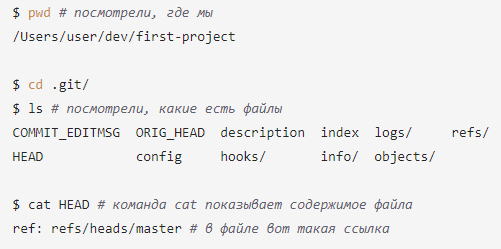 $ pwd # посмотрели, где мы
/Users/user/dev/first-project
$ cd .git/
$ ls # посмотрели, какие есть файлы
COMMIT_EDITMSG ORIG_HEAD description index logs/ refs/
HEAD config hooks/ info/ objects/
$ cat HEAD # команда cat показывает содержимое файла
ref: refs/heads/master # в файле вот такая ссылка